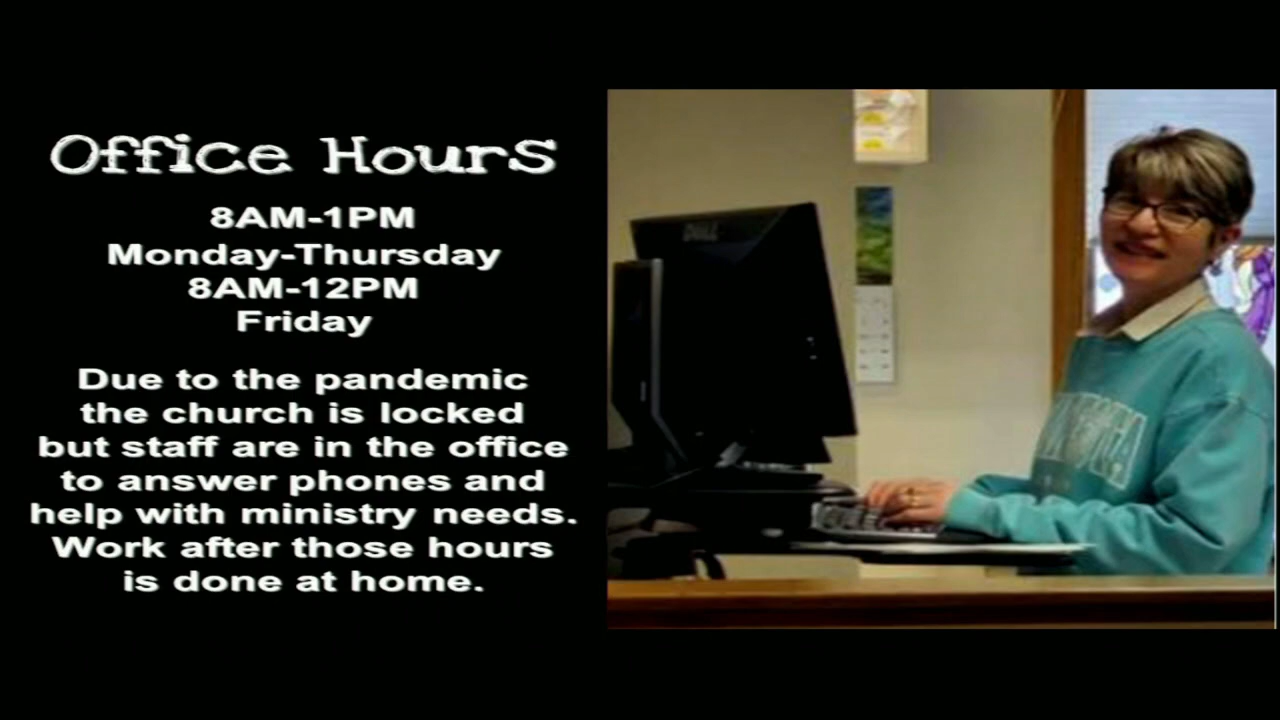 Office Hours
8AM-1PM
Monday-Thursday
8AM-12PM
Friday
Due to the pandemic
the church is locked
but staff are in the office
to answer phones and
help with ministry needs.
Work after those hours
is done at home.
DELL